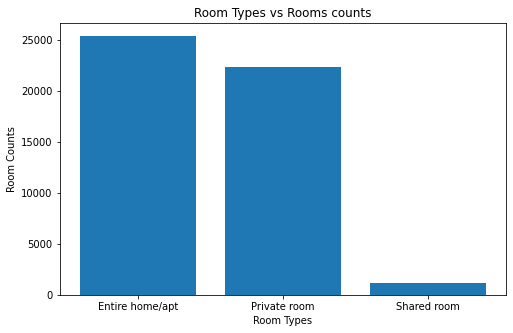 Room Types vs Rooms counts
25000
20000
15000
10000
5000
0
Room Counts
Entire home/apt Private room Shared room
Room Types